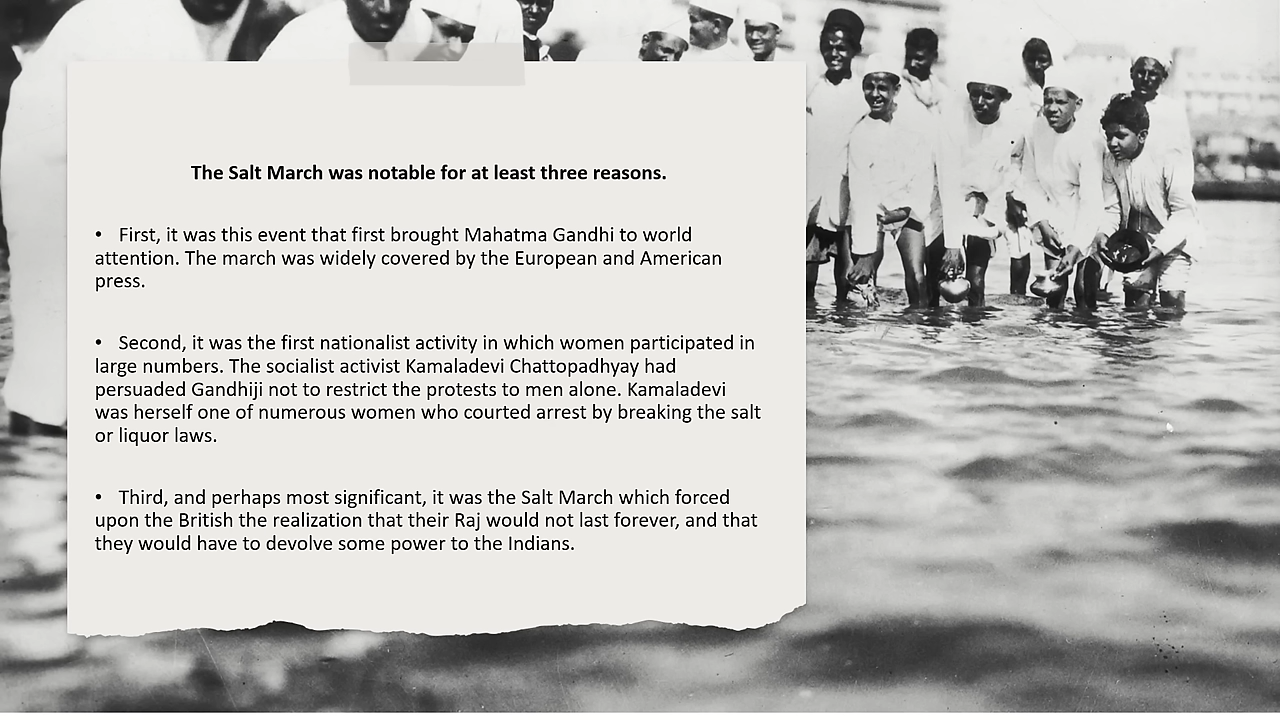 The Salt March was notable for at least three reasons.
• First, it was this event that first brought Mahatma Gandhi to world
attention. The march was widely covered by the European and American
press.
• Second, it was the first nationalist activity in which women participated in
large numbers. The socialist activist Kamaladevi Chattopadhyay had
persuaded Gandhiji not to restrict the protests to men alone. Kamaladevi
was herself one of numerous women who courted arrest by breaking the salt
or liquor laws.
• Third, and perhaps most significant, it was the Salt March which forced
upon the British the realization that their Raj would not last forever, and that
they would have to devolve some power to the Indians.